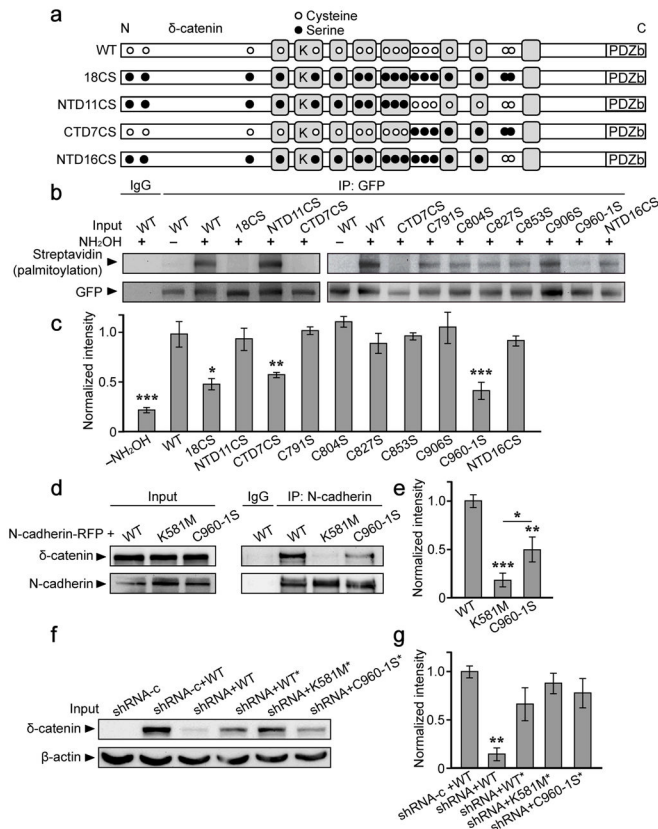 a
○ Cysteine
● Serine
N
δ-catenin
C
WT
K
PDZb
18CS
K
PDZb
NTD11CS
K
PDZb
CTD7CS
K
PDZb
NTD16CS
K
PDZb
b
IgG
IP: GFP
Input
WT
WT
WT
18CS
NTD11CS
CTD7CS
WT
WT
CTD7CS
C791S
C804S
C827S
C853S
C906S
C960-1S
NTD16CS
NH₂OH
+ – + + + + – + + + + + + + + +
Streptavidin
(palmitoylation)
GFP
c
Normalized intensity
1.0
0.5
0
***
*
**
***
–NH₂OH
WT
18CS
NTD11CS
CTD7CS
C791S
C804S
C827S
C853S
C906S
C960-1S
NTD16CS
d
Input
IgG
IP: N-cadherin
N-cadherin-RFP +
WT
K581M
C960-1S
WT
WT
K581M
C960-1S
δ-catenin
N-cadherin
e
Normalized intensity
1.0
0.5
0
*
***
**
WT
K581M
C960-1S
f
Input
shRNA-c
shRNA-c+WT
shRNA+WT
shRNA+WT*
shRNA+K581M*
shRNA+C960-1S*
δ-catenin
β-actin
g
Normalized intensity
1.0
0.5
0
**
shRNA-c +WT
shRNA+WT
shRNA+WT*
shRNA+K581M*
shRNA+C960-1S*